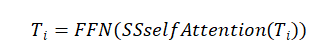 T_i = FFN(SSselfAttention(T_i))